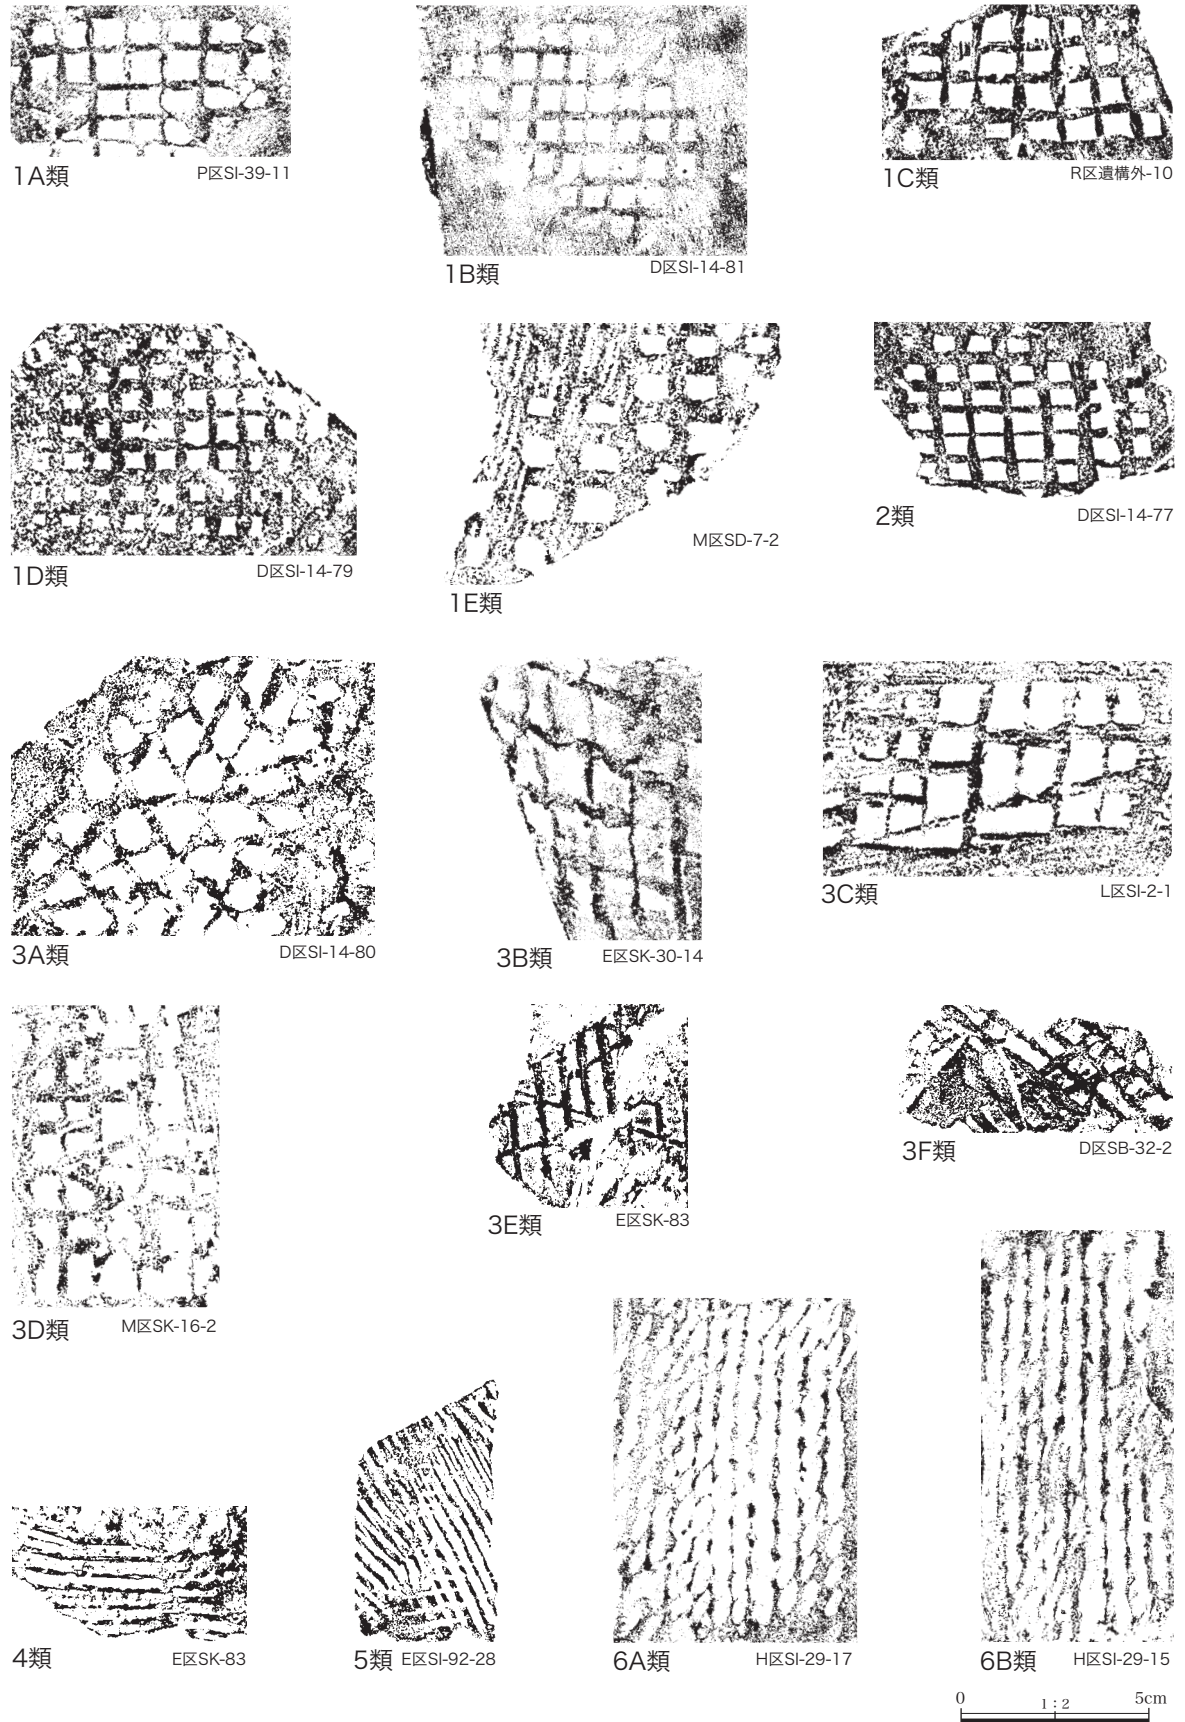 1A類 P区SI-39-11
1B類 D区SI-14-81
1C類 R区遺構外-10
1D類 D区SI-14-79
1E類 M区SD-7-2
2類 D区SI-14-77
3A類 D区SI-14-80
3B類 E区SK-30-14
3C類 L区SI-2-1
3D類 M区SK-16-2
3E類 E区SK-83
3F類 D区SB-32-2
4類 E区SK-83
5類 E区SI-92-28
6A類 H区SI-29-17
6B類 H区SI-29-15
0 1:2 5cm